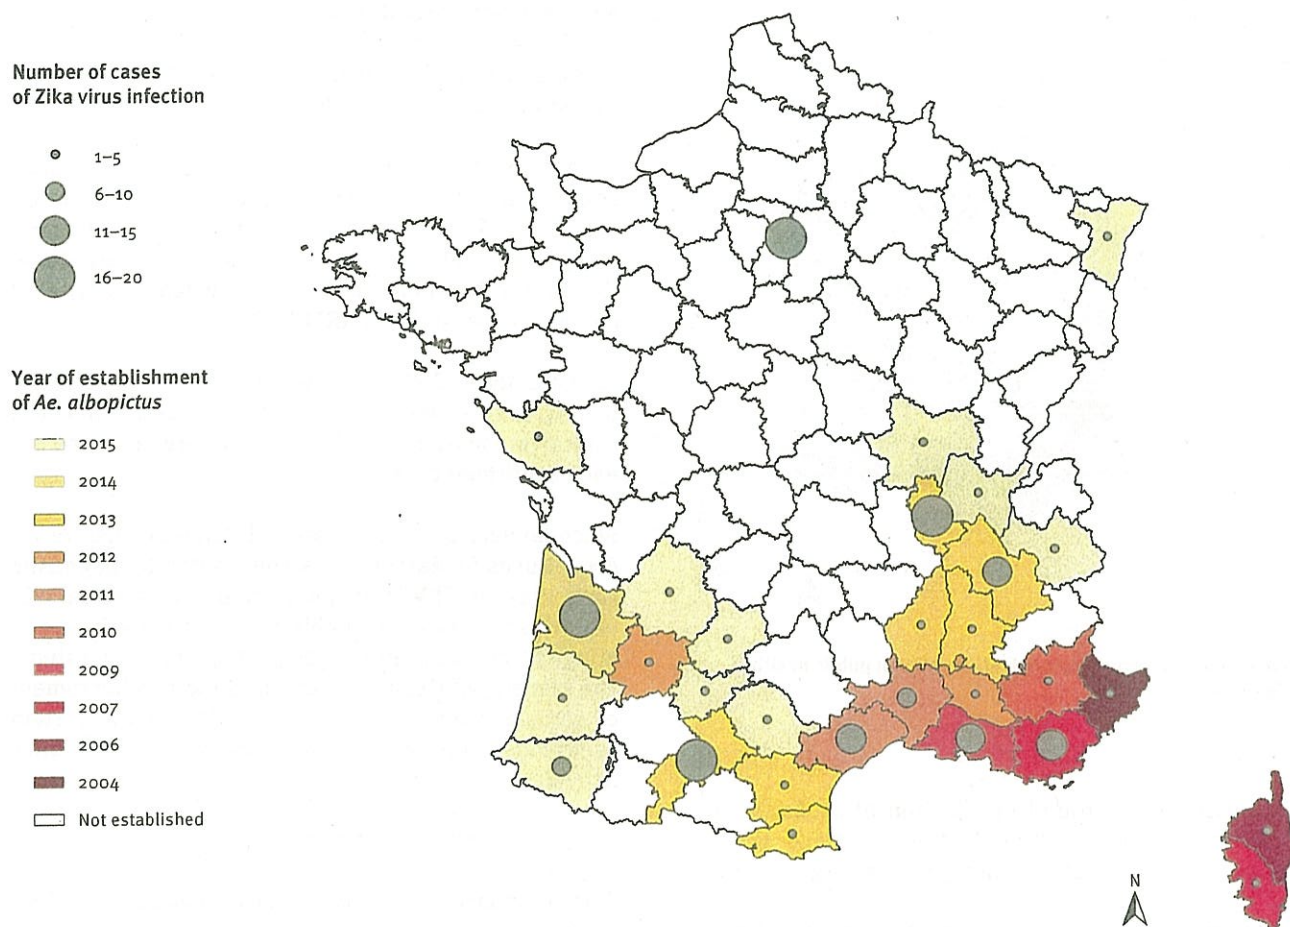 Number of cases
of Zika virus infection
1–5
6–10
11–15
16–20
Year of establishment
of Ae. albopictus
2015
2014
2013
2012
2011
2010
2009
2007
2006
2004
Not established
N